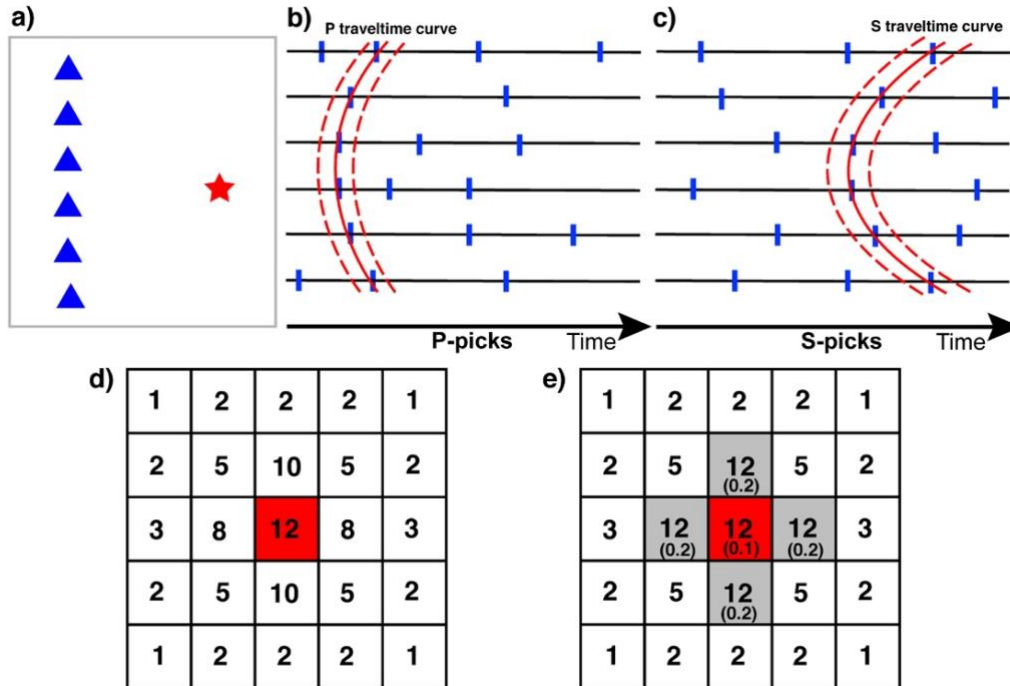 a)
b)
P traveltime curve
c)
S traveltime curve
P-picks
Time
S-picks
Time
d)
1 2 2 2 1
2 5 10 5 2
3 8 12 8 3
2 5 10 5 2
1 2 2 2 1
e)
1 2 2 2 1
2 5 12 5 2
(0.2)
3 12 12 12 3
(0.2) (0.1) (0.2)
2 5 12 5 2
(0.2)
1 2 2 2 1